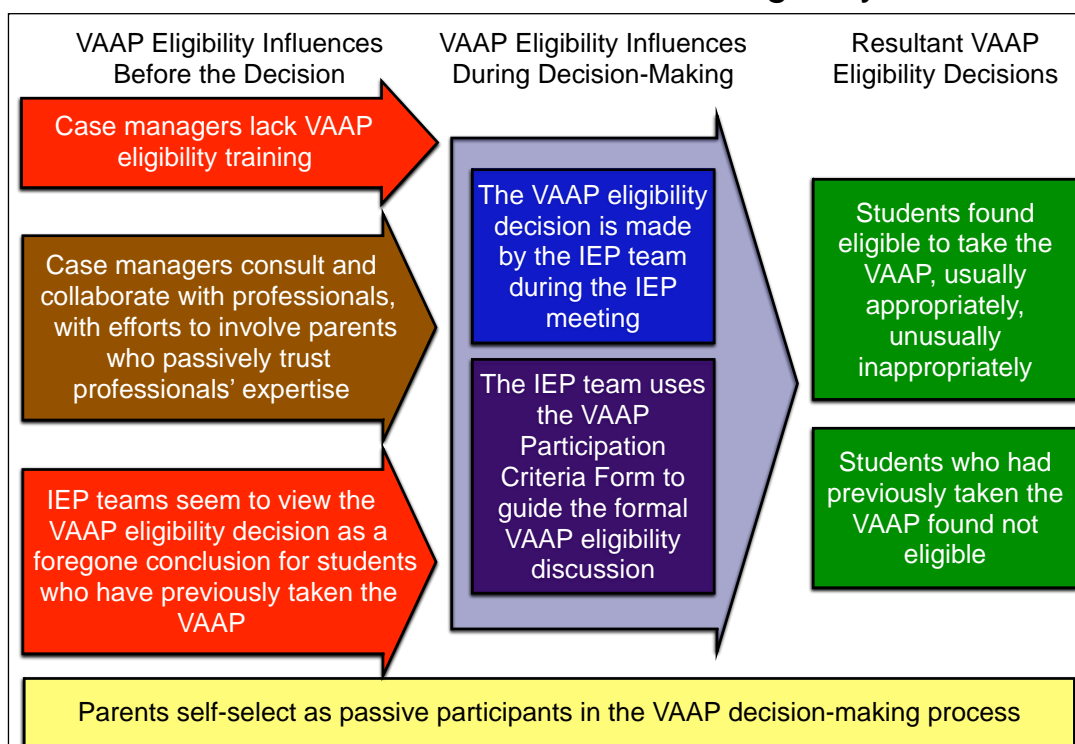 VAAP Eligibility Influences
Before the Decision
VAAP Eligibility Influences
During Decision-Making
Resultant VAAP
Eligibility Decisions
Case managers lack VAAP
eligibility training
Case managers consult and
collaborate with professionals,
with efforts to involve parents
who passively trust
professionals’ expertise
IEP teams seem to view the
VAAP eligibility decision as a
foregone conclusion for students
who have previously taken the
VAAP
The VAAP eligibility
decision is made
by the IEP team
during the IEP
meeting
The IEP team uses
the VAAP
Participation
Criteria Form to
guide the formal
VAAP eligibility
discussion
Students found
eligible to take the
VAAP, usually
appropriately,
unusually
inappropriately
Students who had
previously taken the
VAAP found not
eligible
Parents self-select as passive participants in the VAAP decision-making process